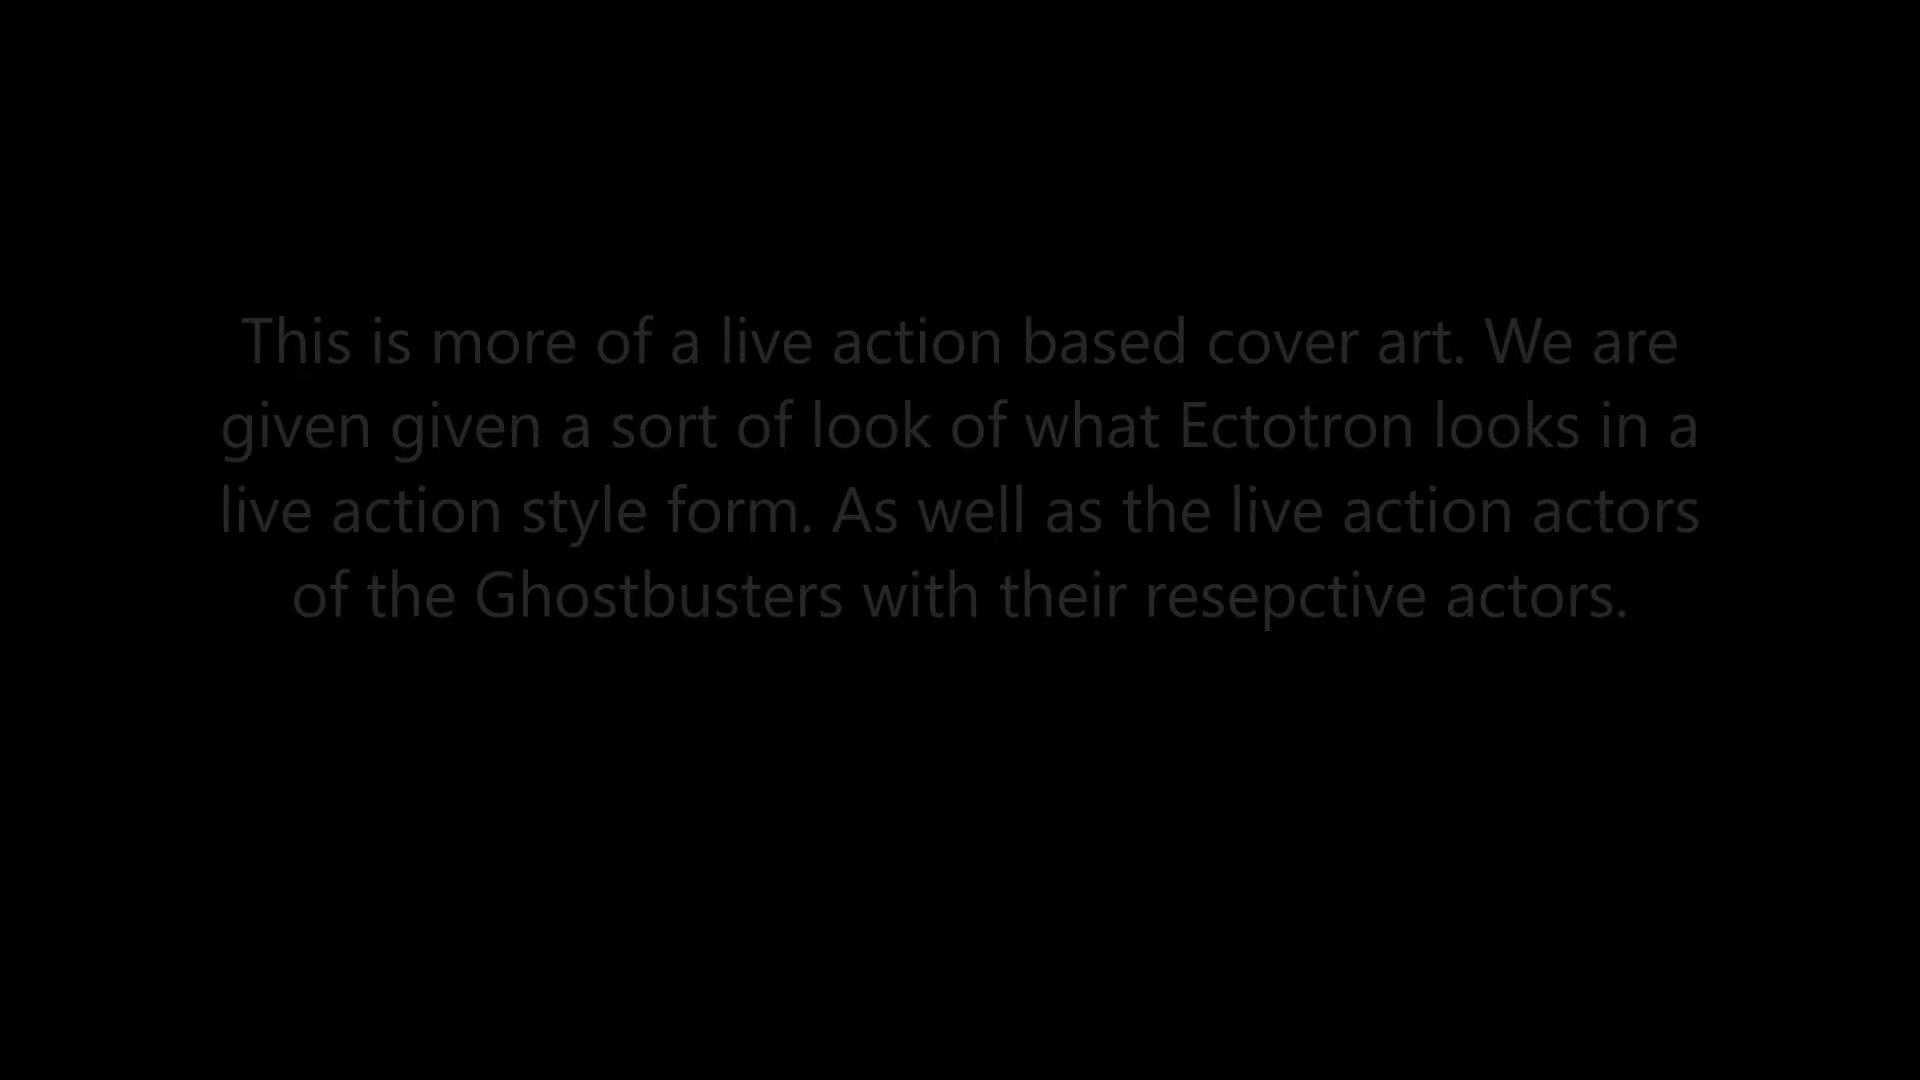 This is more of a live action based cover art. We are
given given a sort of look of what Ectotron looks in a
live action style form. As well as the live action actors
of the Ghostbusters with their resepctive actors.